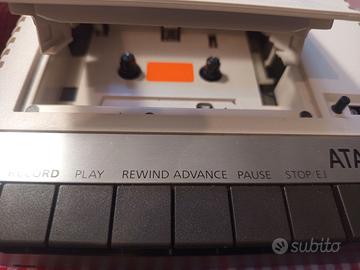 ATA
RECORD PLAY REWIND ADVANCE PAUSE STOP/EJ
subito